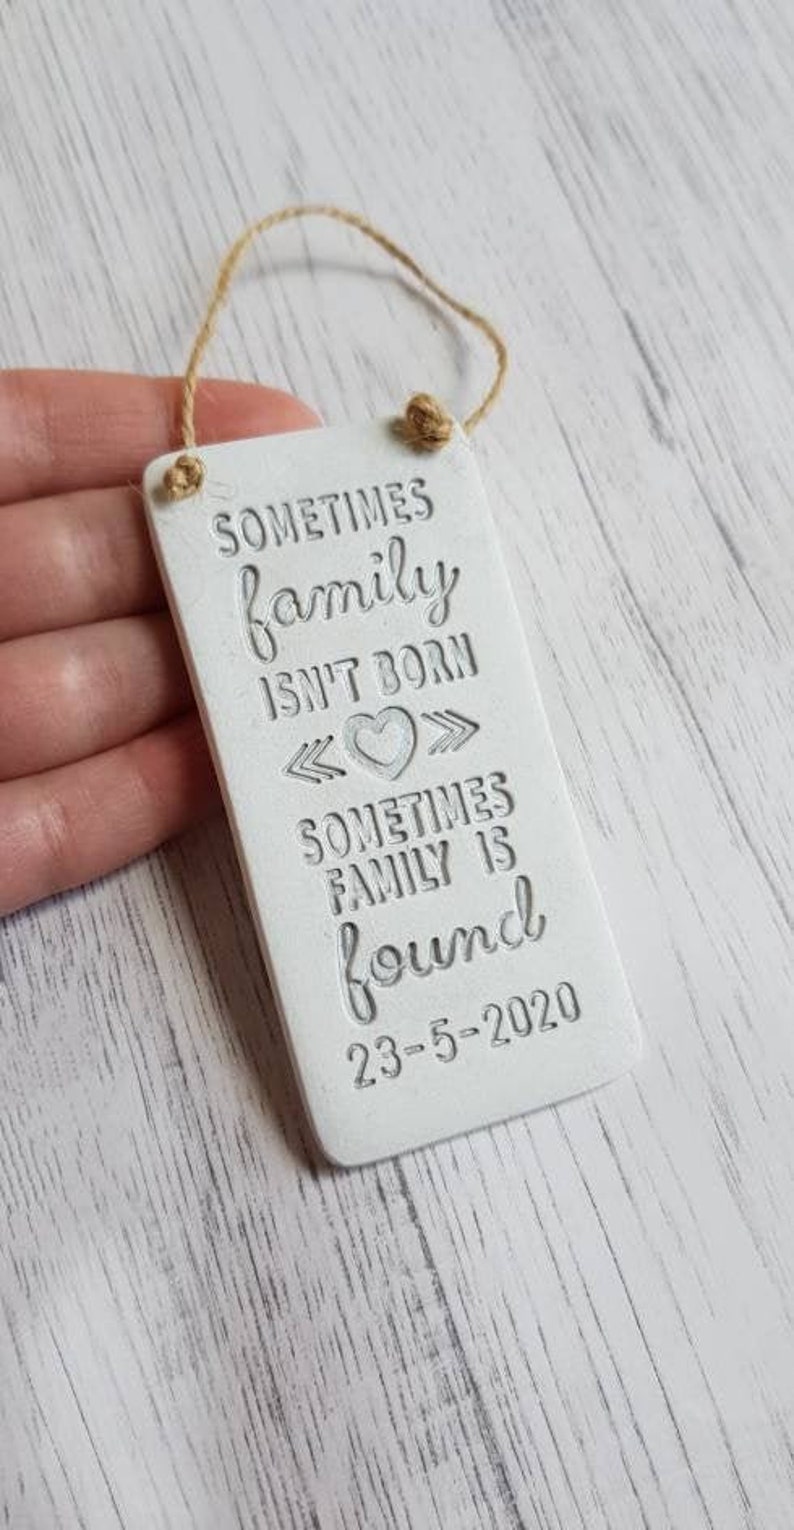 SOMETIMES
family
ISN'T BORN
SOMETIMES
FAMILY IS
found
23-5-2020